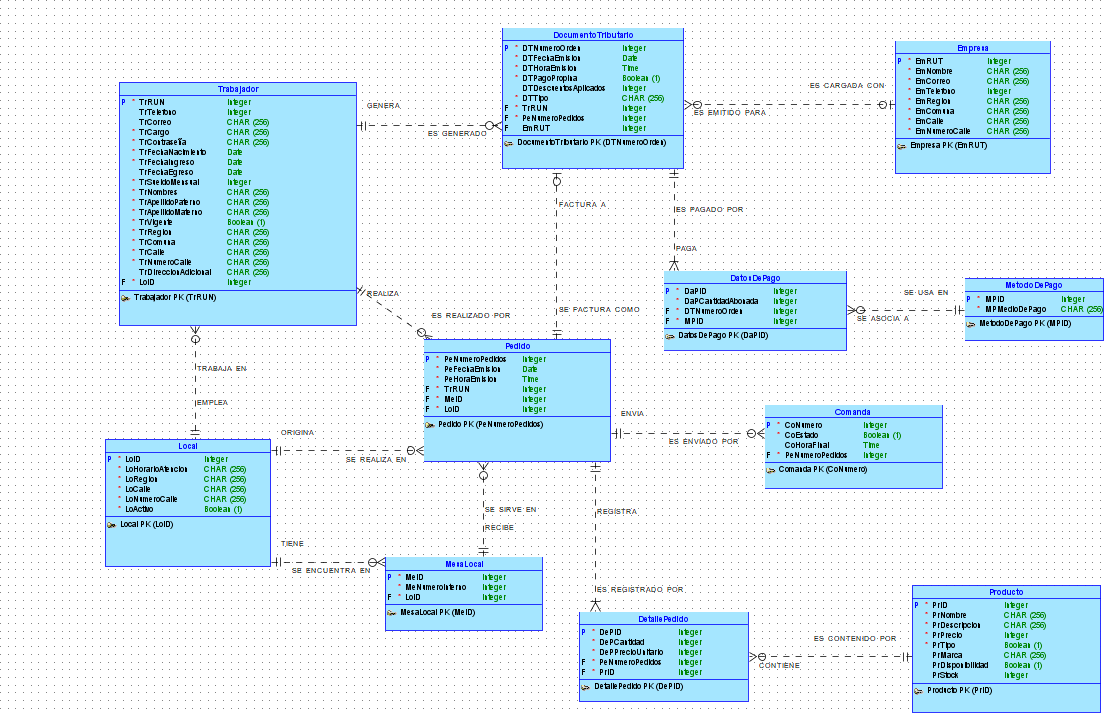 DocumentoTributario
P * DTNumeroOrden Integer
* DTFechaEmision Date
* DTHoraEmision Time
* DTPagoPropina Boolean (1)
DTDescuentosAplicados Integer
* DTTipo CHAR (256)
F * TrRUN Integer
F * PeNumeroPedidos Integer
F EmRUT Integer
DocumentoTributario PK (DTNumeroOrden)
Empresa
P * EmRUT Integer
* EmNombre CHAR (256)
* EmCorreo CHAR (256)
EmTelefono Integer
* EmRegion CHAR (256)
* EmComuna CHAR (256)
* EmCalle CHAR (256)
* EmNumeroCalle CHAR (256)
Empresa PK (EmRUT)
ES CARGADA CON
ES EMITIDO PARA
Trabajador
P * TrRUN Integer
TrTelefono Integer
* TrCorreo CHAR (256)
* TrCargo CHAR (256)
* TrContraseña CHAR (256)
* TrFechaNacimiento Date
* TrFechaIngreso Date
TrFechaEgreso Date
* TrSueldoMensual Integer
* TrNombres CHAR (256)
* TrApellidoPaterno CHAR (256)
* TrApellidoMaterno CHAR (256)
* TrVigente Boolean (1)
* TrRegion CHAR (256)
* TrComuna CHAR (256)
* TrCalle CHAR (256)
* TrNumeroCalle CHAR (256)
TrDireccionAdicional CHAR (256)
F * LoID Integer
Trabajador PK (TrRUN)
GENERA
ES GENERADO
FACTURA A
SE FACTURA COMO
ES PAGADO POR
PAGA
DatosDePago
P * DaPID Integer
* DaPCantidadAbonada Integer
F * DTNumeroOrden Integer
F * MPID Integer
DatosDePago PK (DaPID)
SE USA EN
SE ASOCIA A
MetodoDePago
P * MPID Integer
* MPMedioDePago CHAR (256)
MetodoDePago PK (MPID)
REALIZA
ES REALIZADO POR
TRABAJA EN
EMPLEA
Pedido
P * PeNumeroPedidos Integer
* PeFechaEmision Date
* PeHoraEmision Time
F * TrRUN Integer
F * MeID Integer
F * LoID Integer
Pedido PK (PeNumeroPedidos)
ENVIA
ES ENVIADO POR
Comanda
P * CoNumero Integer
* CoEstado Boolean (1)
CoHoraFinal Time
F * PeNumeroPedidos Integer
Comanda PK (CoNumero)
Local
P * LoID Integer
* LoHorarioAtencion CHAR (256)
* LoRegion CHAR (256)
* LoCalle CHAR (256)
* LoNumeroCalle CHAR (256)
* LoActivo Boolean (1)
Local PK (LoID)
ORIGINA
SE REALIZA EN
TIENE
SE ENCUENTRA EN
SE SIRVE EN
RECIBE
REGISTRA
ES REGISTRADO POR
MesaLocal
P * MeID Integer
* MeNumeroInterno Integer
F * LoID Integer
MesaLocal PK (MeID)
DetallePedido
P * DePID Integer
* DePCantidad Integer
* DePPrecioUnitario Integer
F * PeNumeroPedidos Integer
F * PrID Integer
DetallePedido PK (DePID)
ES CONTENIDO POR
CONTIENE
Producto
P * PrID Integer
* PrNombre CHAR (256)
* PrDescripcion CHAR (256)
* PrPrecio Integer
* PrTipo Boolean (1)
PrMarca CHAR (256)
PrDisponibilidad Boolean (1)
PrStock Integer
Producto PK (PrID)